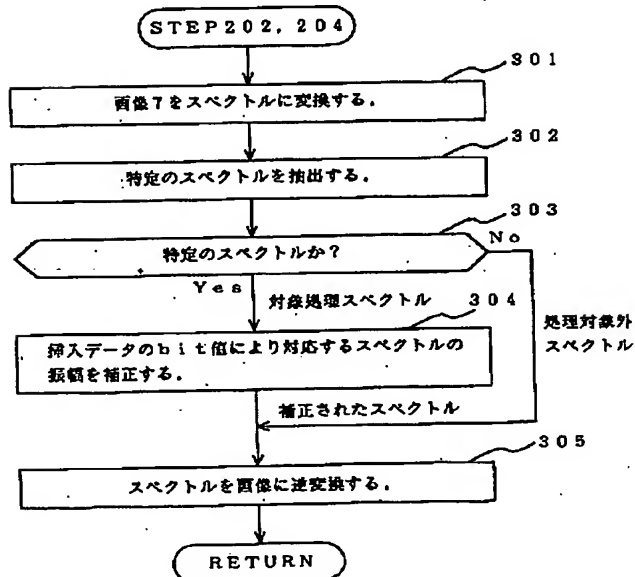 STEP202, 204
301
画像7をスペクトルに変換する.
302
特定のスペクトルを抽出する.
303
特定のスペクトルか?
No
Yes
対象処理スペクトル
304
処理対象外
スペクトル
挿入データのbit値により対応するスペクトルの
振幅を補正する.
補正されたスペクトル
305
スペクトルを画像に逆変換する.
RETURN